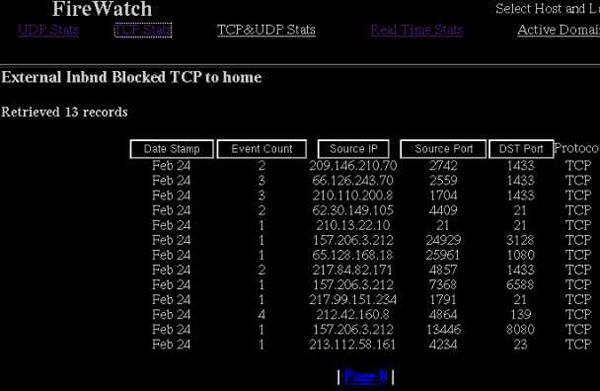 FireWatch
Select Host and L
UDP Stats TCP Stats TCP&UDP Stats Real Time Stats Active Domai
External Inbnd Blocked TCP to home
Retrieved 13 records
Date Stamp Event Count Source IP Source Port DST Port Protoco
Feb 24 2 209.146.210.70 2742 1433 TCP
Feb 24 3 66.126.243.70 2559 1433 TCP
Feb 24 3 210.110.200.8 1704 1433 TCP
Feb 24 2 62.30.149.105 4409 21 TCP
Feb 24 1 210.13.22.10 21 21 TCP
Feb 24 1 157.206.3.212 24929 3128 TCP
Feb 24 1 65.128.168.18 25961 1080 TCP
Feb 24 2 217.84.82.171 4857 1433 TCP
Feb 24 1 157.206.3.212 7368 6588 TCP
Feb 24 1 217.99.151.234 1791 21 TCP
Feb 24 4 212.42.160.8 4864 139 TCP
Feb 24 1 157.206.3.212 13446 8080 TCP
Feb 24 1 213.112.58.161 4234 23 TCP
| Page 0 |